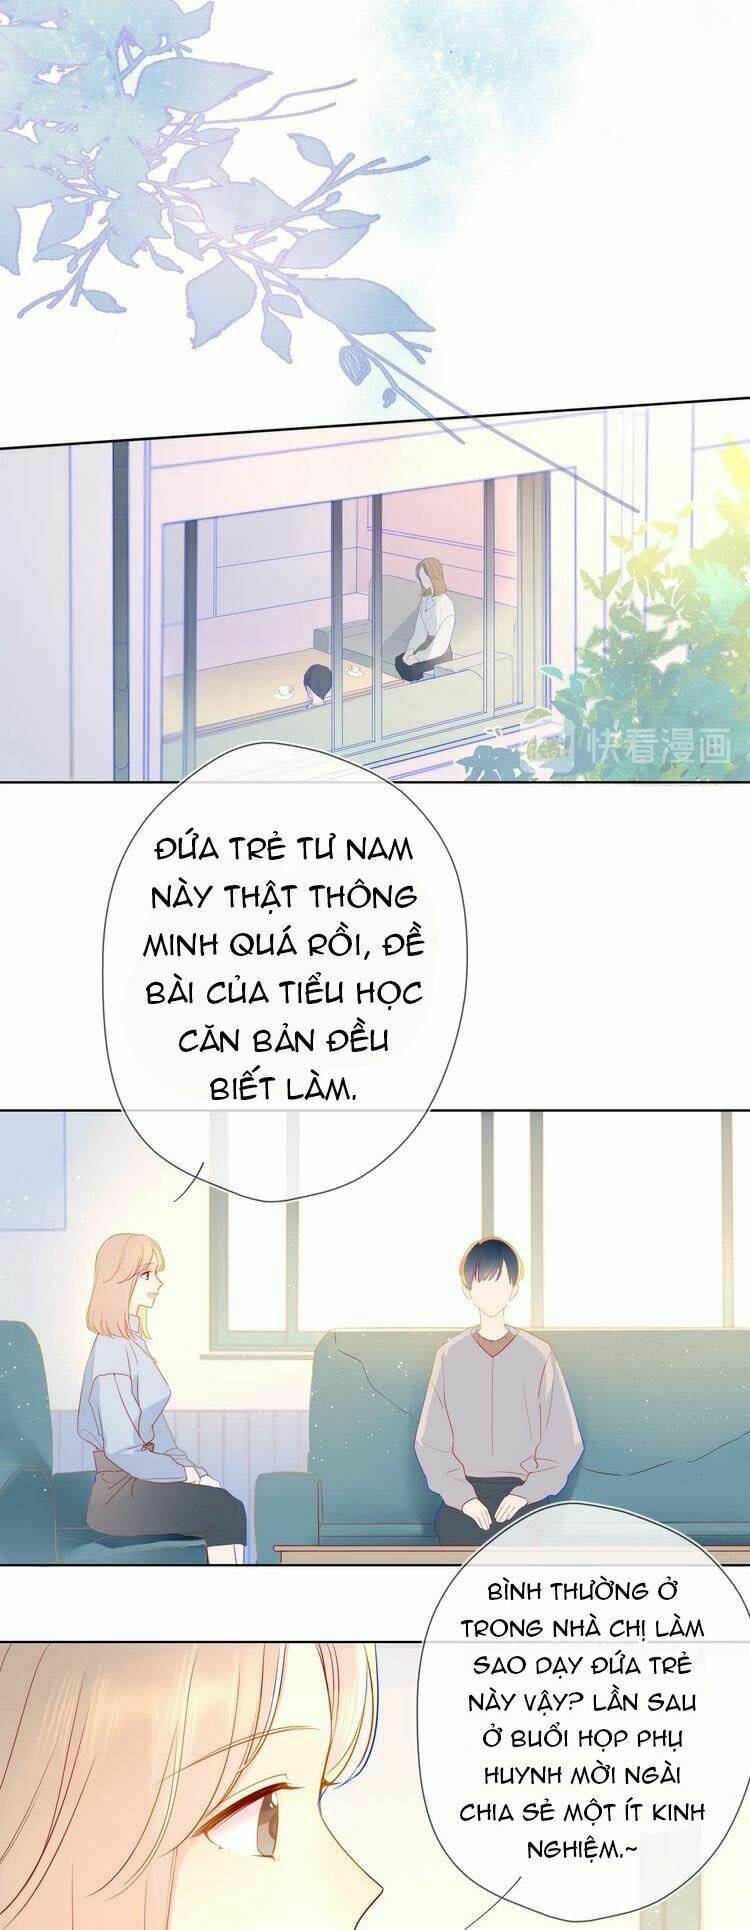 快看漫画
ĐỨA TRẺ TƯ NAM
NÀY THẬT THÔNG
MINH QUÁ RỒI, ĐỀ
BÀI CỦA TIỂU HỌC
CĂN BẢN ĐỀU
BIẾT LÀM.
BÌNH THƯỜNG Ở
TRONG NHÀ CHỊ LÀM
SAO DẠY ĐỨA TRẺ
NÀY VẬY? LẦN SAU
Ở BUỔI HỌP PHỤ
HUYNH MỜI NGÀI
CHIA SẺ MỘT ÍT KINH
NGHIỆM.~